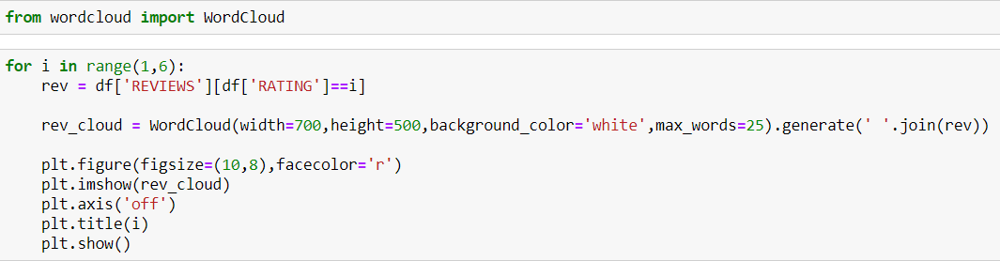 from wordcloud import WordCloud
for i in range(1,6):
    rev = df['REVIEWS'][df['RATING']==i]
    rev_cloud = WordCloud(width=700,height=500,background_color='white',max_words=25).generate(' '.join(rev))
    plt.figure(figsize=(10,8),facecolor='r')
    plt.imshow(rev_cloud)
    plt.axis('off')
    plt.title(i)
    plt.show()